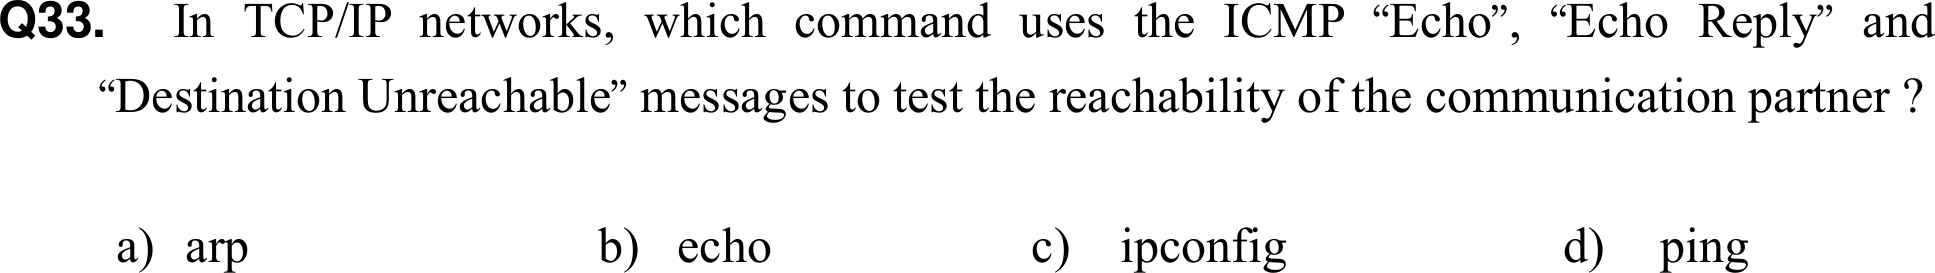 Q33. In TCP/IP networks, which command uses the ICMP “Echo”, “Echo Reply” and
“Destination Unreachable” messages to test the reachability of the communication partner ?
a) arp b) echo c) ipconfig d) ping